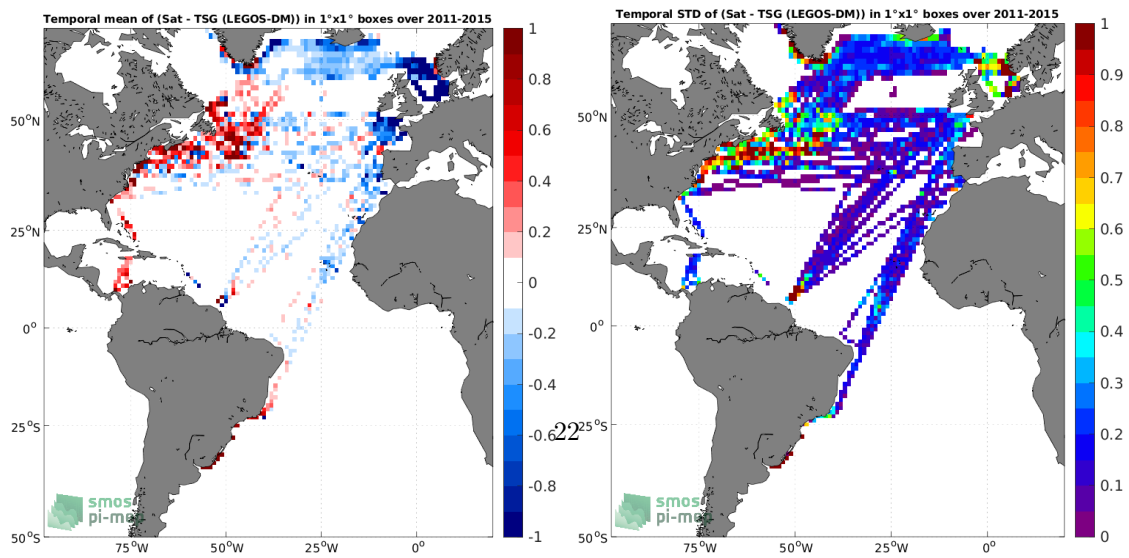 Temporal mean of (Sat - TSG (LEGOS-DM)) in 1°x1° boxes over 2011-2015
50°N
25°N
0°
25°S
50°S
75°W
50°W
25°W
0°
1
0.8
0.6
0.4
0.2
0
-0.2
-0.4
-0.6
-0.8
-1
smos
pi-mep
22
Temporal STD of (Sat - TSG (LEGOS-DM)) in 1°x1° boxes over 2011-2015
50°N
25°N
0°
25°S
50°S
75°W
50°W
25°W
0°
1
0.9
0.8
0.7
0.6
0.5
0.4
0.3
0.2
0.1
0
smos
pi-mep